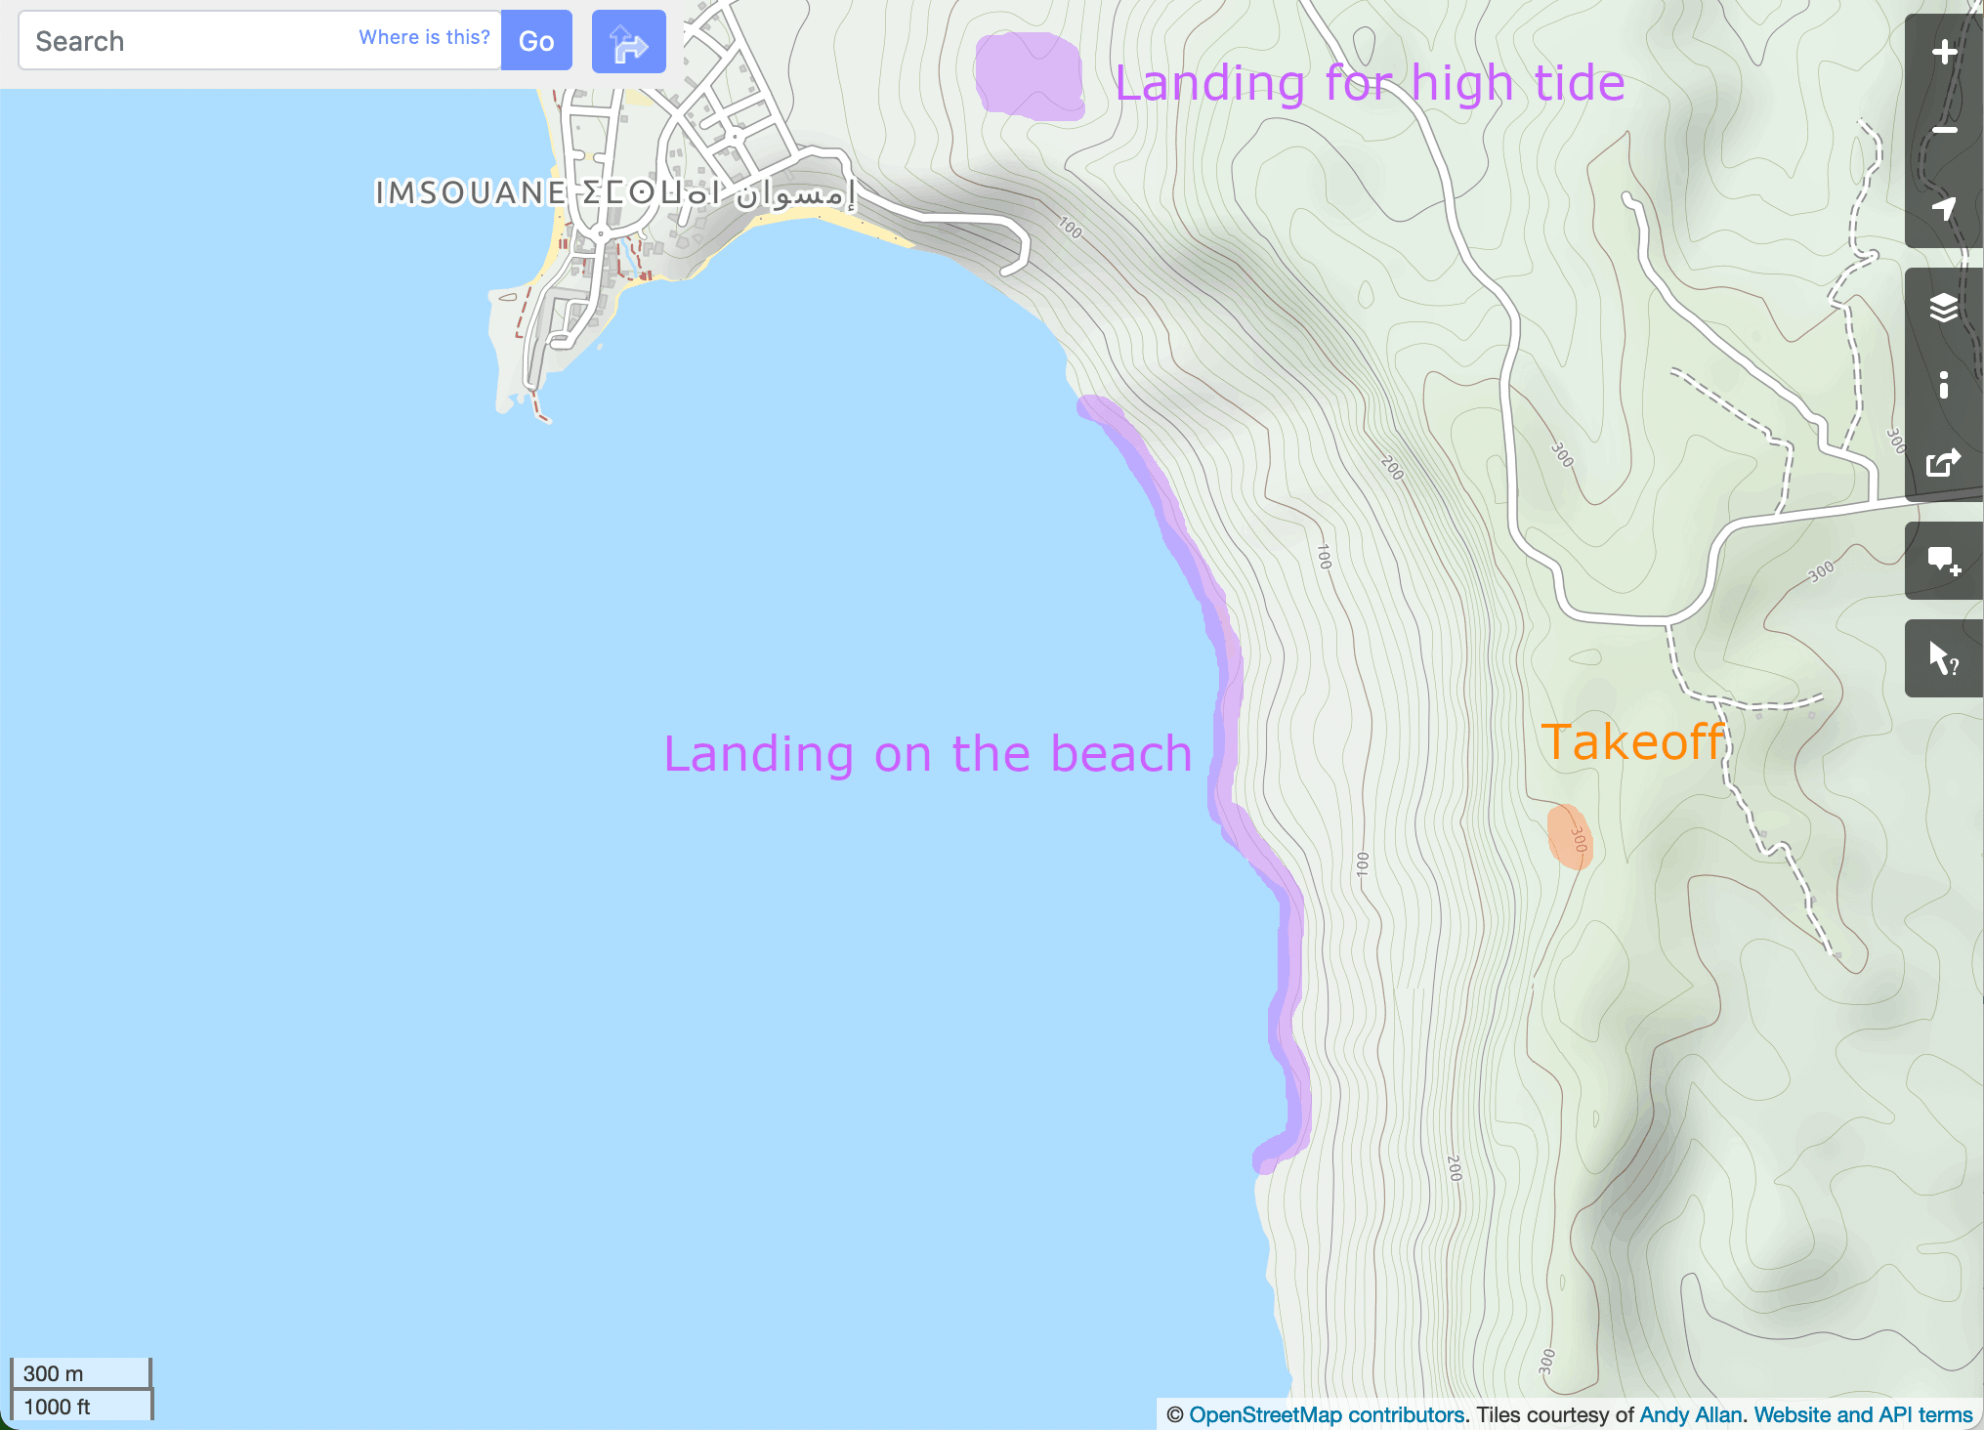 Search
Where is this?
Go
Landing for high tide
IMSOUANE ⵉⵎⵙⵡⴰⵏ إمسوان
100
300
200
300
100
300
Landing on the beach
Takeoff
300
100
200
300
300 m
1000 ft
© OpenStreetMap contributors. Tiles courtesy of Andy Allan. Website and API terms